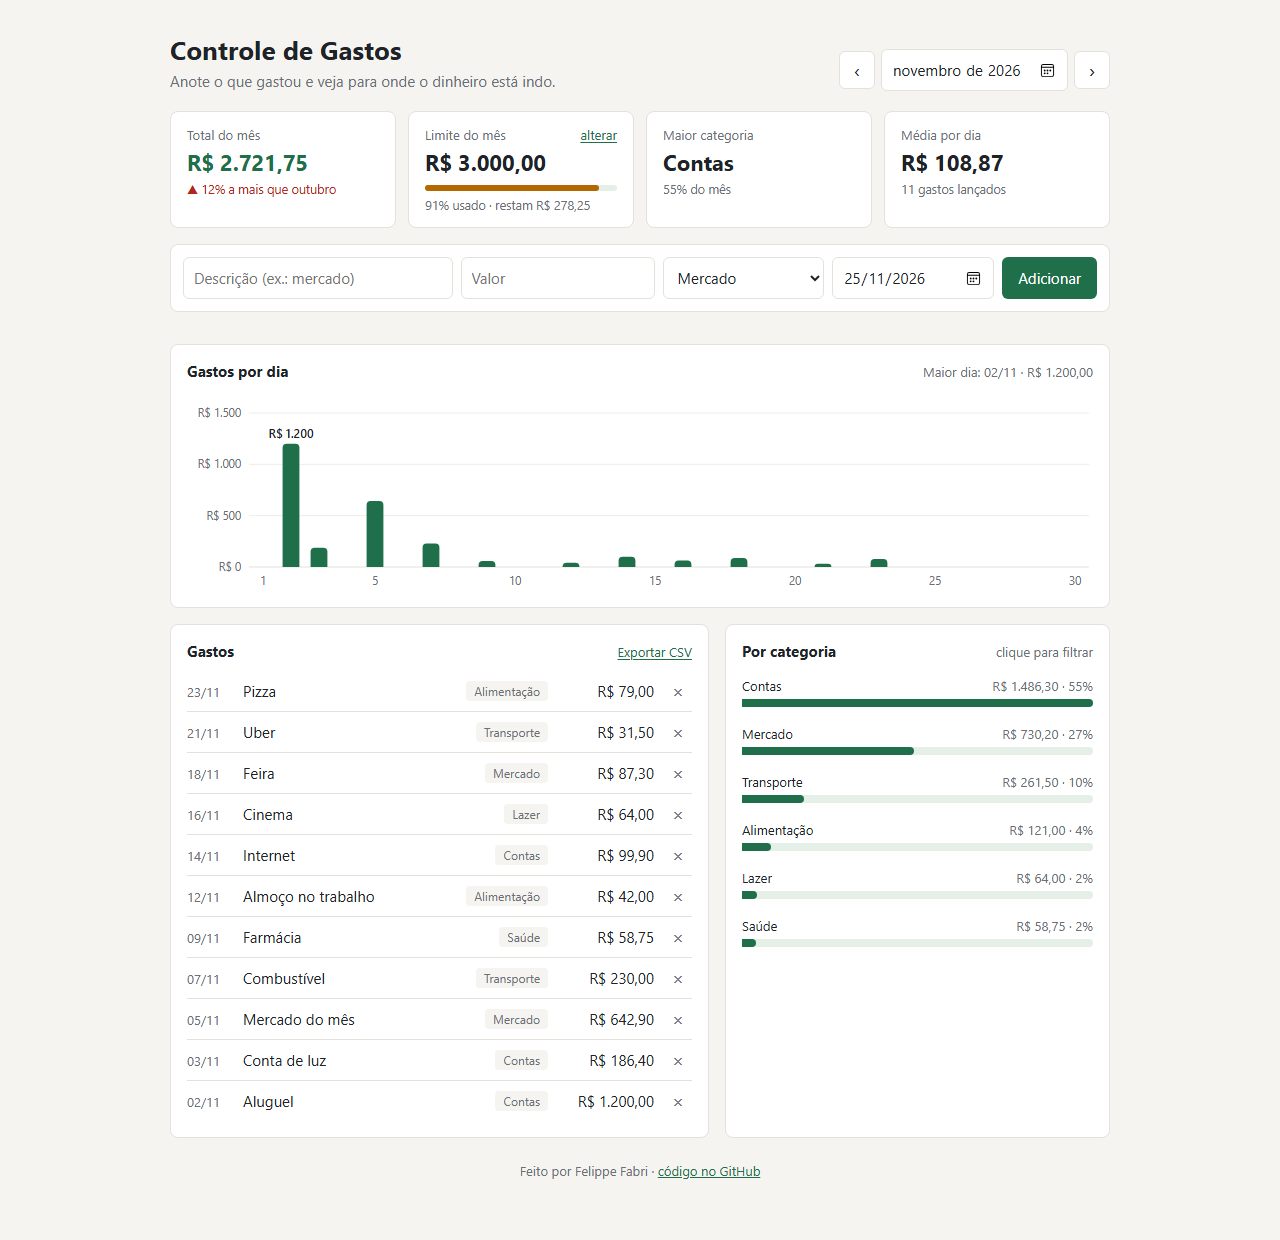 Controle de Gastos
Anote o que gastou e veja para onde o dinheiro está indo.
‹ novembro de 2026 ›
Total do mês
R$ 2.721,75
▲ 12% a mais que outubro
Limite do mês alterar
R$ 3.000,00
91% usado · restam R$ 278,25
Maior categoria
Contas
55% do mês
Média por dia
R$ 108,87
11 gastos lançados
Descrição (ex.: mercado) Valor Mercado 25/11/2026 Adicionar
Gastos por dia Maior dia: 02/11 · R$ 1.200,00
R$ 1.500
R$ 1.200
R$ 1.000
R$ 500
R$ 0
1 5 10 15 20 25 30
Gastos Exportar CSV
23/11 Pizza Alimentação R$ 79,00 ×
21/11 Uber Transporte R$ 31,50 ×
18/11 Feira Mercado R$ 87,30 ×
16/11 Cinema Lazer R$ 64,00 ×
14/11 Internet Contas R$ 99,90 ×
12/11 Almoço no trabalho Alimentação R$ 42,00 ×
09/11 Farmácia Saúde R$ 58,75 ×
07/11 Combustível Transporte R$ 230,00 ×
05/11 Mercado do mês Mercado R$ 642,90 ×
03/11 Conta de luz Contas R$ 186,40 ×
02/11 Aluguel Contas R$ 1.200,00 ×
Por categoria clique para filtrar
Contas R$ 1.486,30 · 55%
Mercado R$ 730,20 · 27%
Transporte R$ 261,50 · 10%
Alimentação R$ 121,00 · 4%
Lazer R$ 64,00 · 2%
Saúde R$ 58,75 · 2%
Feito por Felippe Fabri · código no GitHub